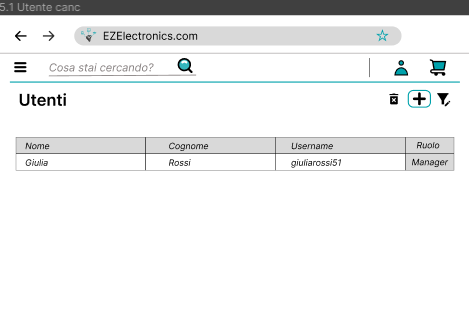 5.1 Utente canc
EZElectronics.com
Cosa stai cercando?
Utenti
Nome Cognome Username Ruolo
Giulia Rossi giuliarossi51 Manager